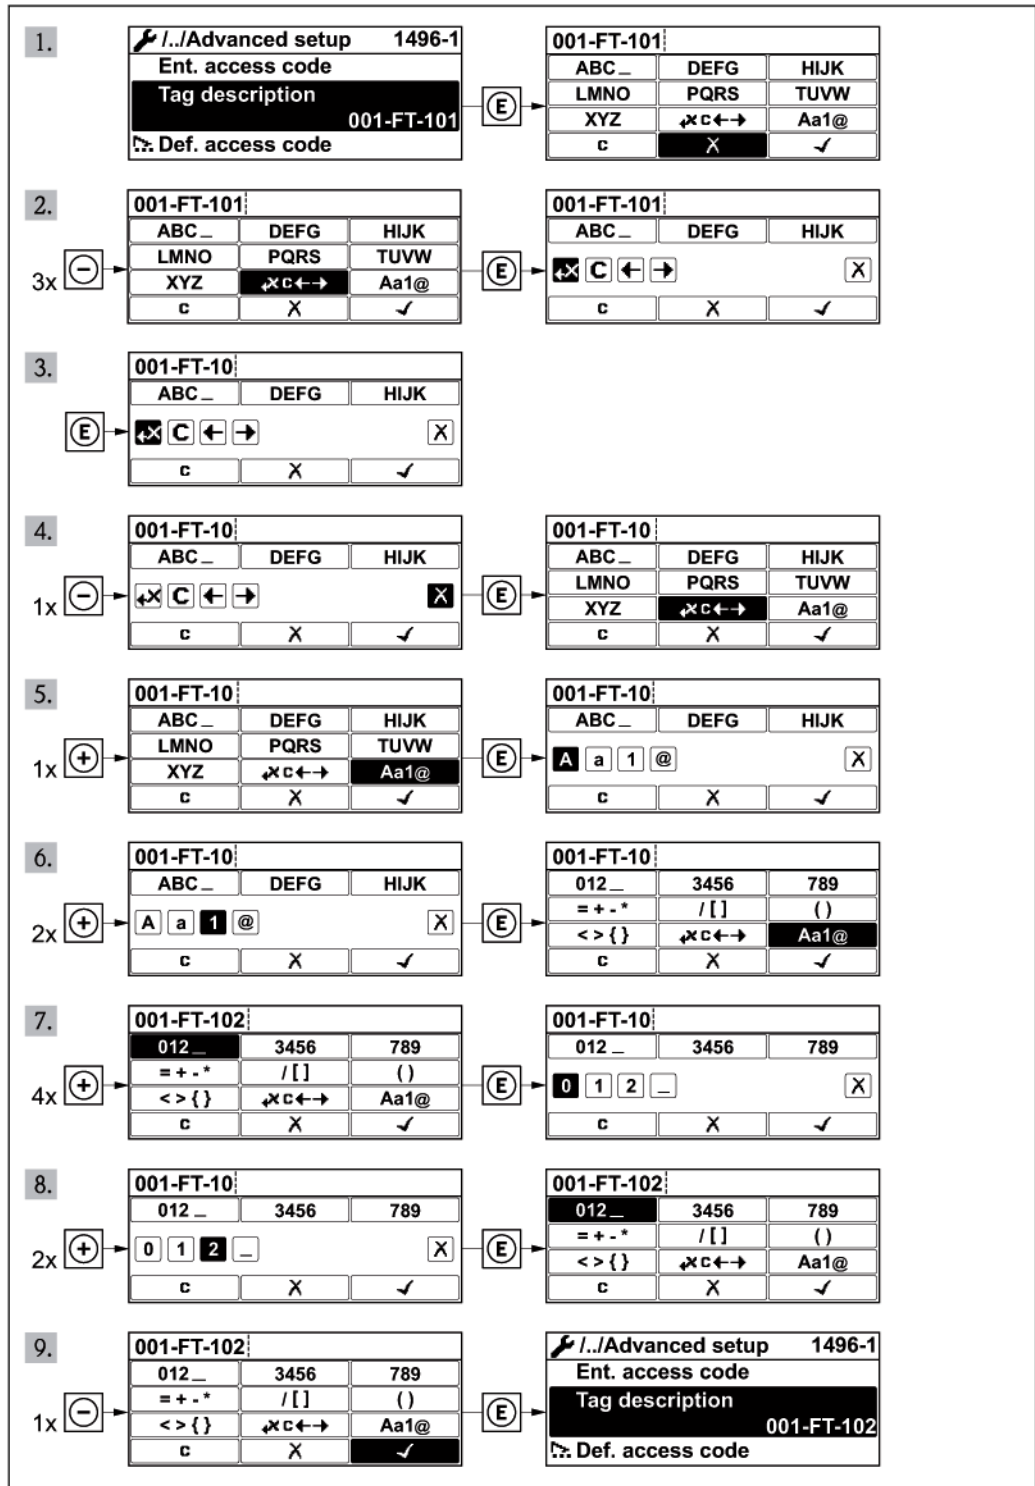 1.
/../Advanced setup 1496-1
Ent. access code
Tag description
001-FT-101
Def. access code
E
001-FT-101
ABC_ DEFG HIJK
LMNO PQRS TUVW
XYZ C←→ Aa1@
C X ✓
2.
3x −
001-FT-101
ABC_ DEFG HIJK
LMNO PQRS TUVW
XYZ C←→ Aa1@
C X ✓
E
001-FT-101
ABC_ DEFG HIJK
C ← → X
C X ✓
3.
E
001-FT-10
ABC_ DEFG HIJK
C ← → X
C X ✓
4.
1x −
001-FT-10
ABC_ DEFG HIJK
C ← → X
C X ✓
E
001-FT-10
ABC_ DEFG HIJK
LMNO PQRS TUVW
XYZ C←→ Aa1@
C X ✓
5.
1x +
001-FT-10
ABC_ DEFG HIJK
LMNO PQRS TUVW
XYZ C←→ Aa1@
C X ✓
E
001-FT-10
ABC_ DEFG HIJK
A a 1 @ X
C X ✓
6.
2x +
001-FT-10
ABC_ DEFG HIJK
A a 1 @ X
C X ✓
E
001-FT-10
012_ 3456 789
=+-* /[] ()
<>{} C←→ Aa1@
C X ✓
7.
4x +
001-FT-102
012_ 3456 789
=+-* /[] ()
<>{} C←→ Aa1@
C X ✓
E
001-FT-10
012_ 3456 789
0 1 2 _ X
C X ✓
8.
2x +
001-FT-10
012_ 3456 789
0 1 2 _ X
C X ✓
E
001-FT-102
012_ 3456 789
=+-* /[] ()
<>{} C←→ Aa1@
C X ✓
9.
1x −
001-FT-102
012_ 3456 789
=+-* /[] ()
<>{} C←→ Aa1@
C X ✓
E
/../Advanced setup 1496-1
Ent. access code
Tag description
001-FT-102
Def. access code